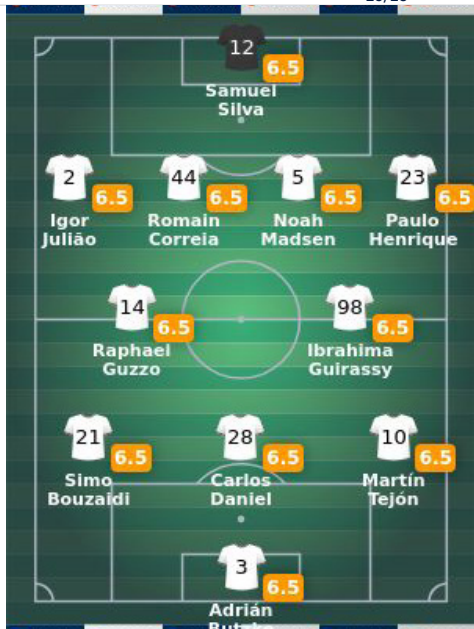 12
6.5
Samuel
Silva
2
6.5
44
6.5
5
6.5
23
6.5
Igor
Julião
Romain
Correia
Noah
Madsen
Paulo
Henrique
14
6.5
98
6.5
Raphael
Guzzo
Ibrahima
Guirassy
21
6.5
28
6.5
10
6.5
Simo
Bouzaidi
Carlos
Daniel
Martín
Tejón
3
6.5
Adrián